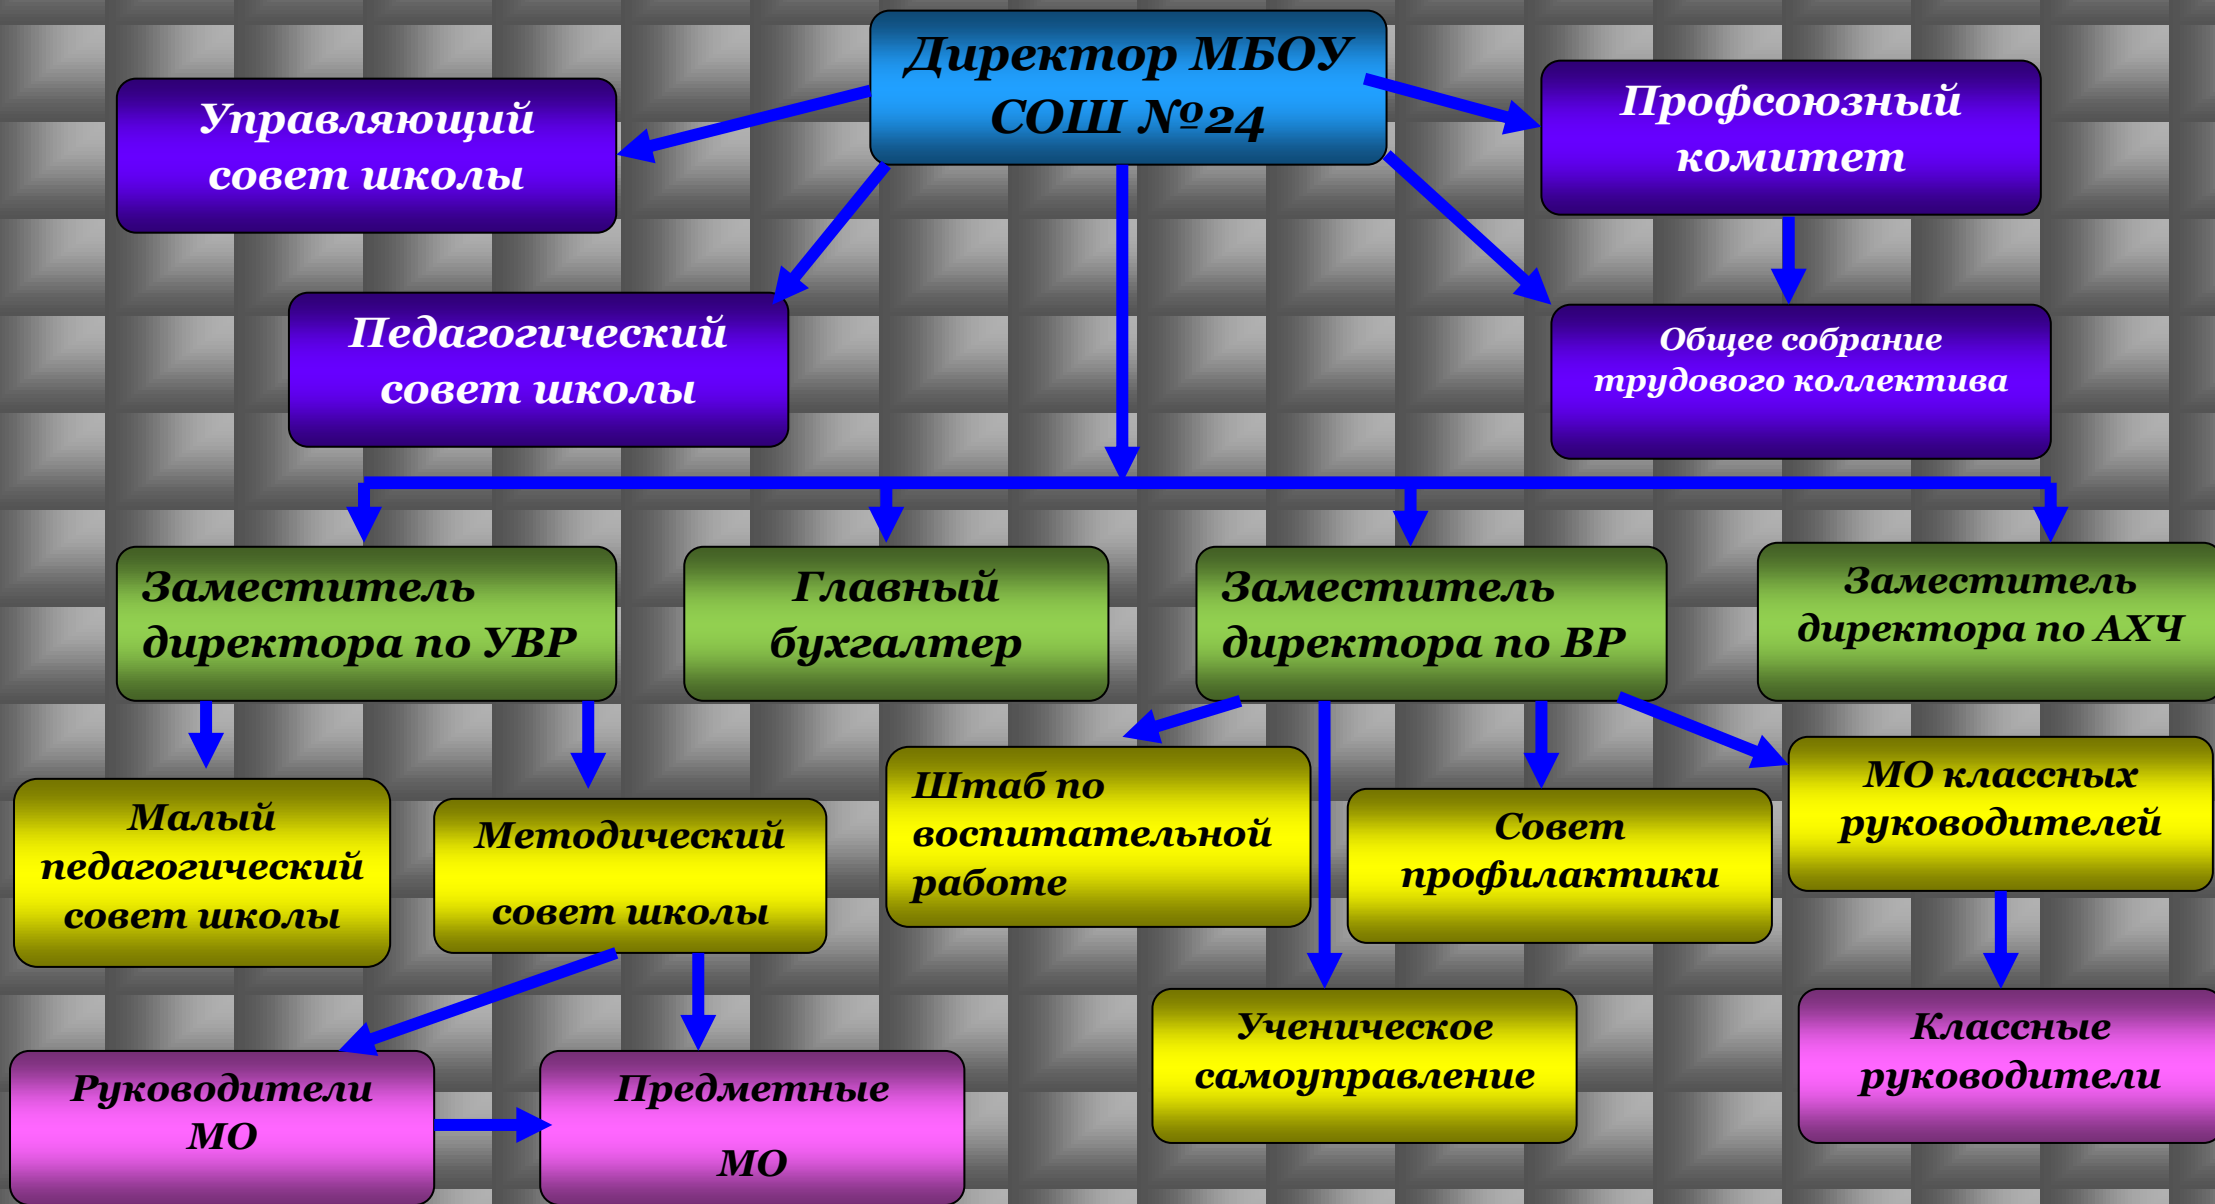 Директор МБОУ
СОШ №24
Управляющий
совет школы
Профсоюзный
комитет
Педагогический
совет школы
Общее собрание
трудового коллектива
Заместитель
директора по УВР
Главный
бухгалтер
Заместитель
директора по ВР
Заместитель
директора по АХЧ
Малый
педагогический
совет школы
Методический
совет школы
Штаб по
воспитательной
работе
Совет
профилактики
МО классных
руководителей
Руководители
МО
Предметные
МО
Ученическое
самоуправление
Классные
руководители